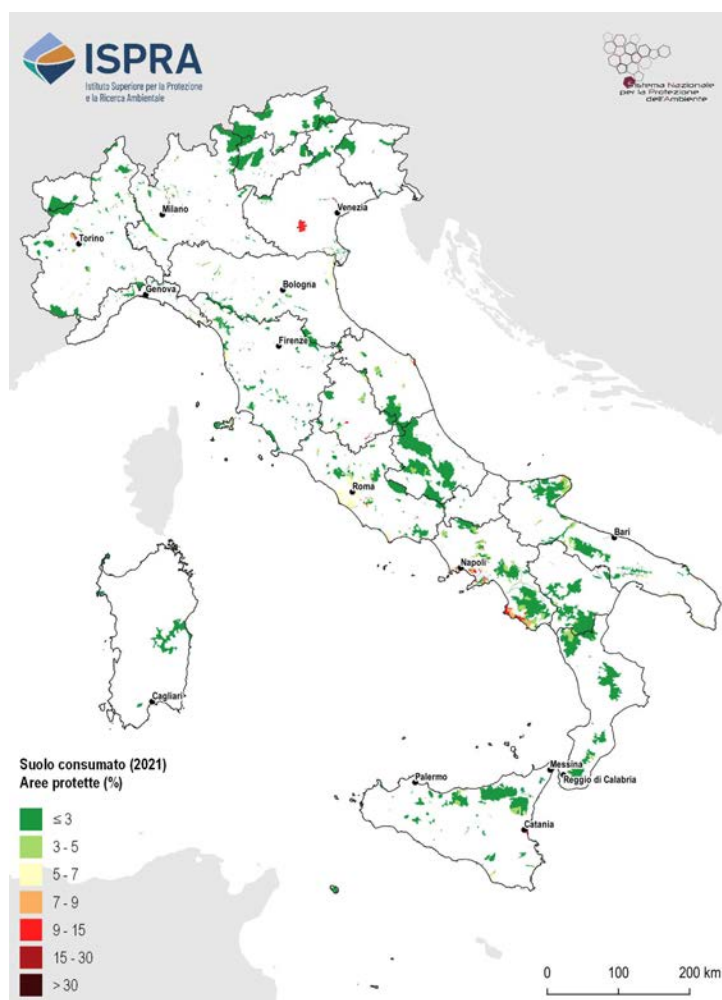 ISPRA
Istituto Superiore per la Protezione
e la Ricerca Ambientale
Sistema Nazionale
per la Protezione
dell'Ambiente
Milano
Venezia
Torino
Genova
Bologna
Firenze
Roma
Bari
Napoli
Cagliari
Messina
Reggio di Calabria
Palermo
Catania
Suolo consumato (2021)
Aree protette (%)
≤ 3
3 - 5
5 - 7
7 - 9
9 - 15
15 - 30
> 30
0 100 200 km